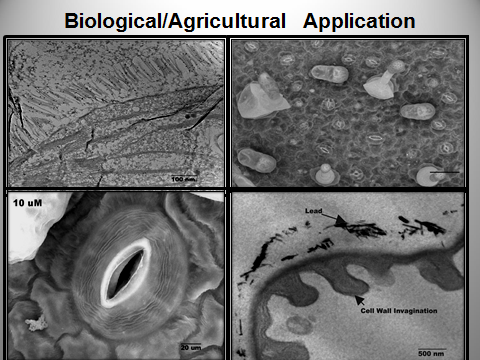 Biological/Agricultural Application
100 nm
10 uM
20 um
Lead
Cell Wall Invagination
500 nm